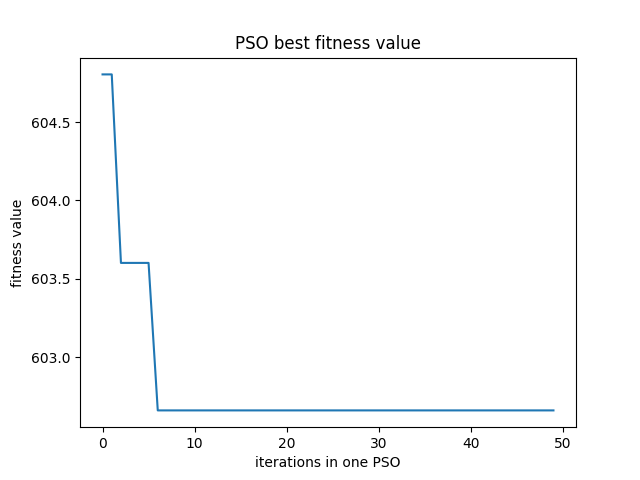 PSO best fitness value
fitness value
604.5
604.0
603.5
603.0
0 10 20 30 40 50
iterations in one PSO